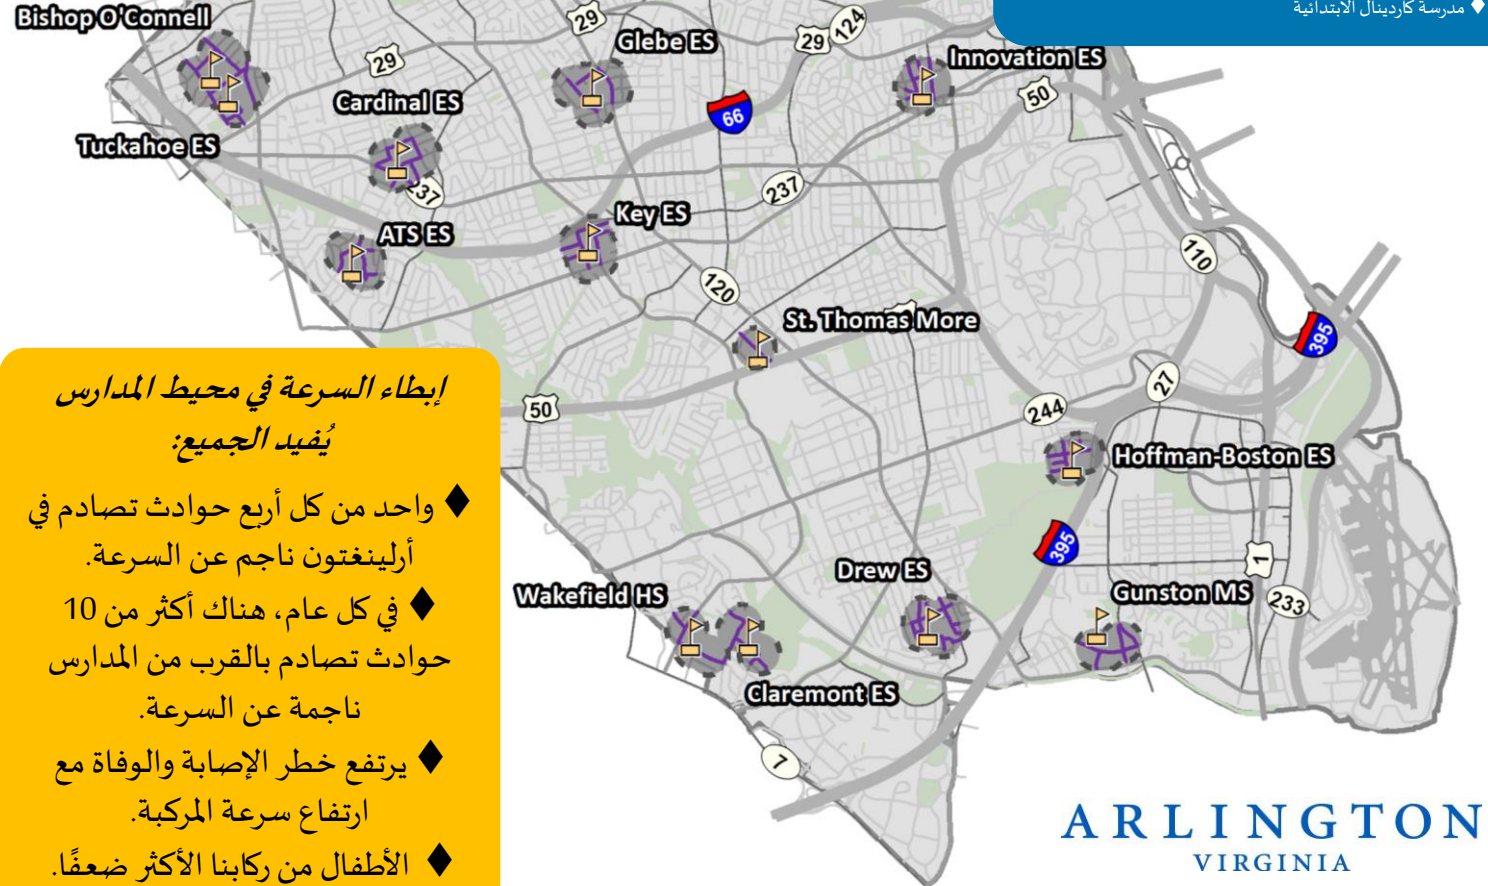 ♦ مدرسة كاردينال الابتدائية
Bishop O'Connell
29
124
29
Glebe ES
29
Innovation ES
50
Cardinal ES
66
Tuckahoe ES
237
237
Key ES
ATS ES
110
120
St. Thomas More
395
27
50
244
Hoffman-Boston ES
395
1
Drew ES
Wakefield HS
Gunston MS
233
Claremont ES
7
إبطاء السرعة في محيط المدارس
يُفيد الجميع:
♦ واحد من كل أربع حوادث تصادم في
أرلينغتون ناجم عن السرعة.
♦ في كل عام، هناك أكثر من 10
حوادث تصادم بالقرب من المدارس
ناجمة عن السرعة.
♦ يرتفع خطر الإصابة والوفاة مع
ارتفاع سرعة المركبة.
♦ الأطفال من ركابنا الأكثر ضعفًا.
ARLINGTON
VIRGINIA